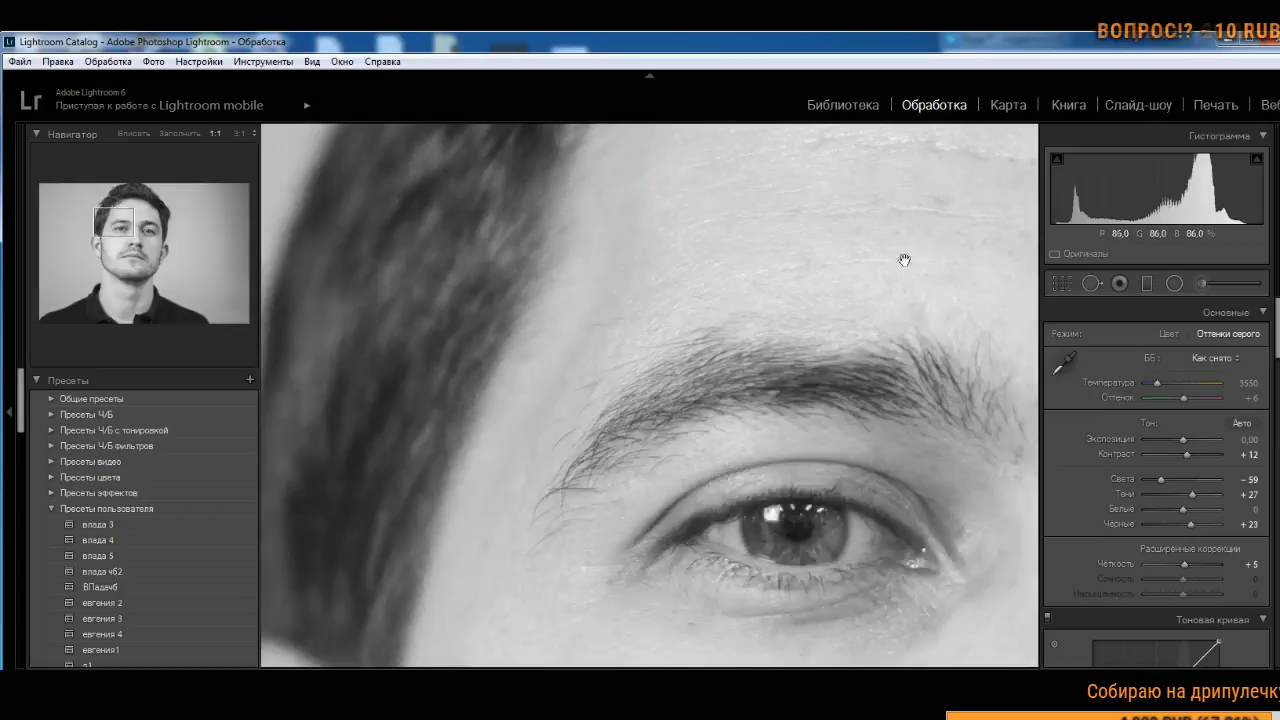 ВОПРОС!? - 10 RUB
Lightroom Catalog - Adobe Photoshop Lightroom - Обработка
Файл Правка Обработка Фото Настройки Инструменты Вид Окно Справка
Lr
Adobe Lightroom 6
Приступая к работе с Lightroom mobile
Библиотека | Обработка | Карта | Книга | Слайд-шоу | Печать | Веб
Навигатор Вписать Заполнить 1:1 3:1
Гистограмма
R 86,0 G 86,0 B 86,0 %
Оригиналы
Основные
Режим: Цвет Оттенки серого
ББ: Как снято
Температура 3550
Оттенок + 6
Тон: Авто
Экспозиция 0,00
Контраст + 12
Света - 59
Тени + 27
Белые 0
Чёрные + 23
Расширенные коррекции
Чёткость + 5
Сочность 0
Насыщенность 0
Тоновая кривая
Пресеты +
Общие пресеты
Пресеты Ч/Б
Пресеты Ч/Б с тонировкой
Пресеты Ч/Б фильтров
Пресеты видео
Пресеты цвета
Пресеты эффектов
Пресеты пользователя
влада 3
влада 4
влада 5
влада чб2
ВПадачб
евгения 2
евгения 3
евгения 4
евгения1
Собираю на дрипулечку